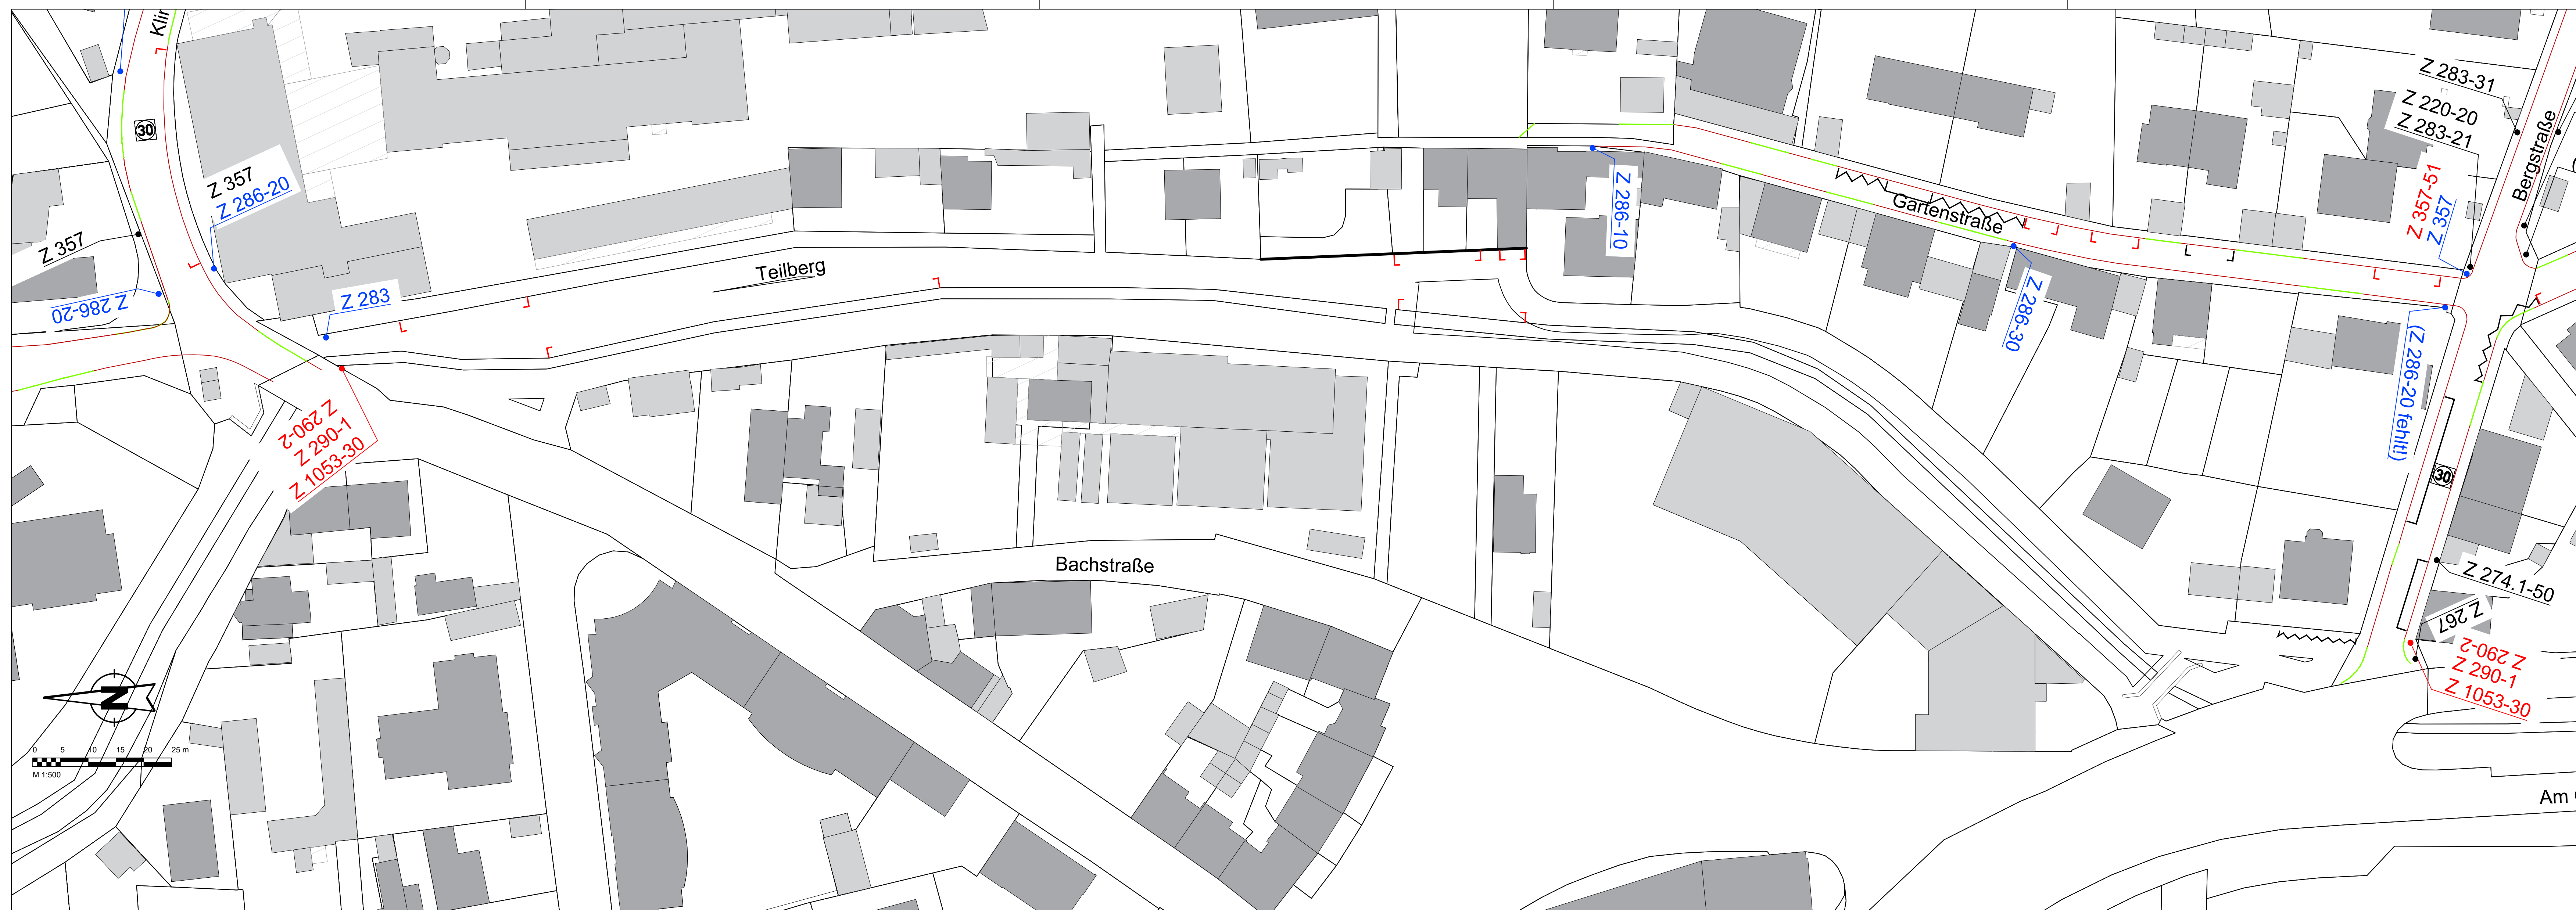 Z 283-31
Z 220-20
Z 283-21
Bergstraße
30
Z 357
Z 286-20
Z 357-51
Z 357
Z 286-10
Gartenstraße
Z 357
Teilberg
Z 283
Z 286-20
Z 286-30
(Z 286-20 fehlt!)
Z 290-2
Z 290-1
Z 1053-30
30
Bachstraße
Z 274.1-50
Z 267
Z 290-2
Z 290-1
Z 1053-30
N
0 5 10 15 20 25 m
M 1:500
Am